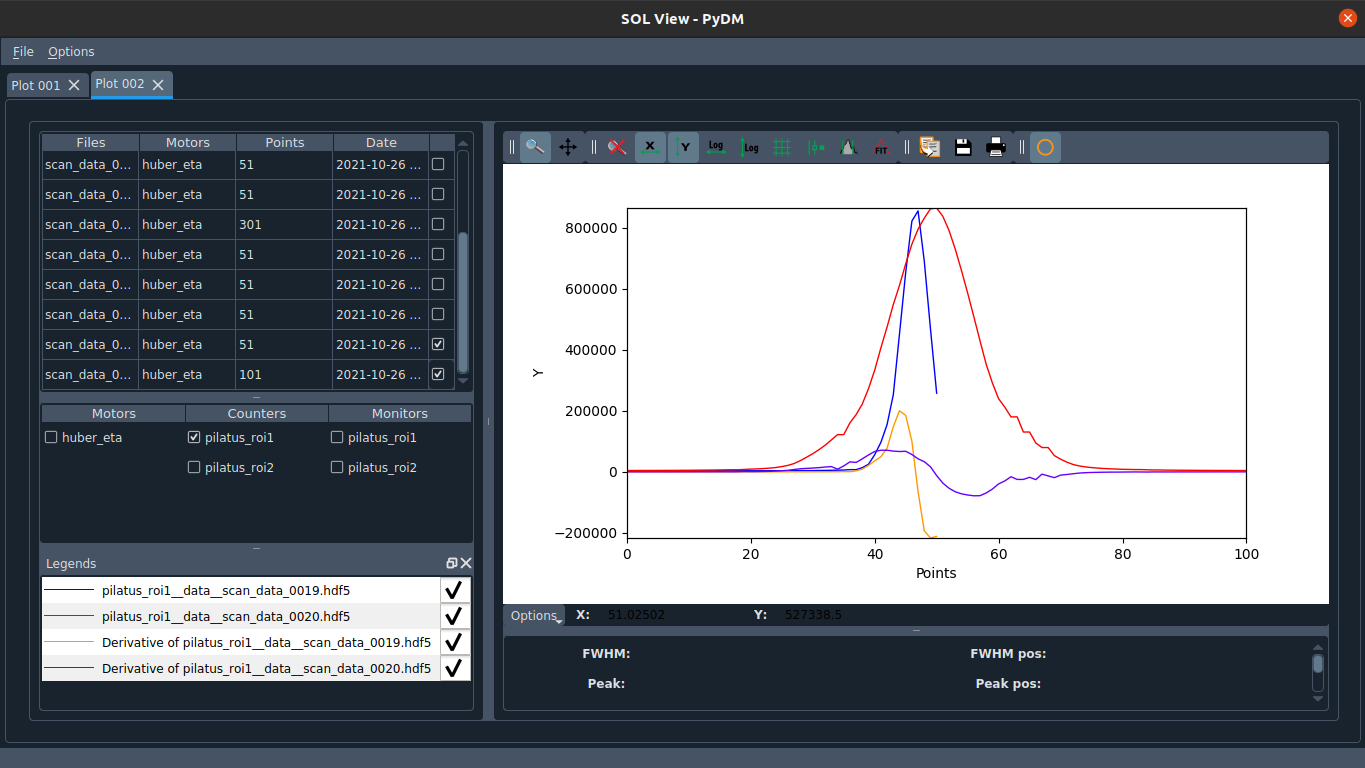 SOL View - PyDM
File Options
Plot 001 Plot 002
Files Motors Points Date
scan_data_0... huber_eta 51 2021-10-26 ...
scan_data_0... huber_eta 51 2021-10-26 ...
scan_data_0... huber_eta 301 2021-10-26 ...
scan_data_0... huber_eta 51 2021-10-26 ...
scan_data_0... huber_eta 51 2021-10-26 ...
scan_data_0... huber_eta 51 2021-10-26 ...
scan_data_0... huber_eta 51 2021-10-26 ...
scan_data_0... huber_eta 101 2021-10-26 ...
Motors Counters Monitors
huber_eta pilatus_roi1 pilatus_roi1
pilatus_roi2 pilatus_roi2
Legends
pilatus_roi1__data__scan_data_0019.hdf5
pilatus_roi1__data__scan_data_0020.hdf5
Derivative of pilatus_roi1__data__scan_data_0019.hdf5
Derivative of pilatus_roi1__data__scan_data_0020.hdf5
X Y Log Log FIT
800000
600000
400000
200000
0
−200000
Y
0 20 40 60 80 100
Points
Options X: 51.02502 Y: 527338.5
FWHM: FWHM pos:
Peak: Peak pos: